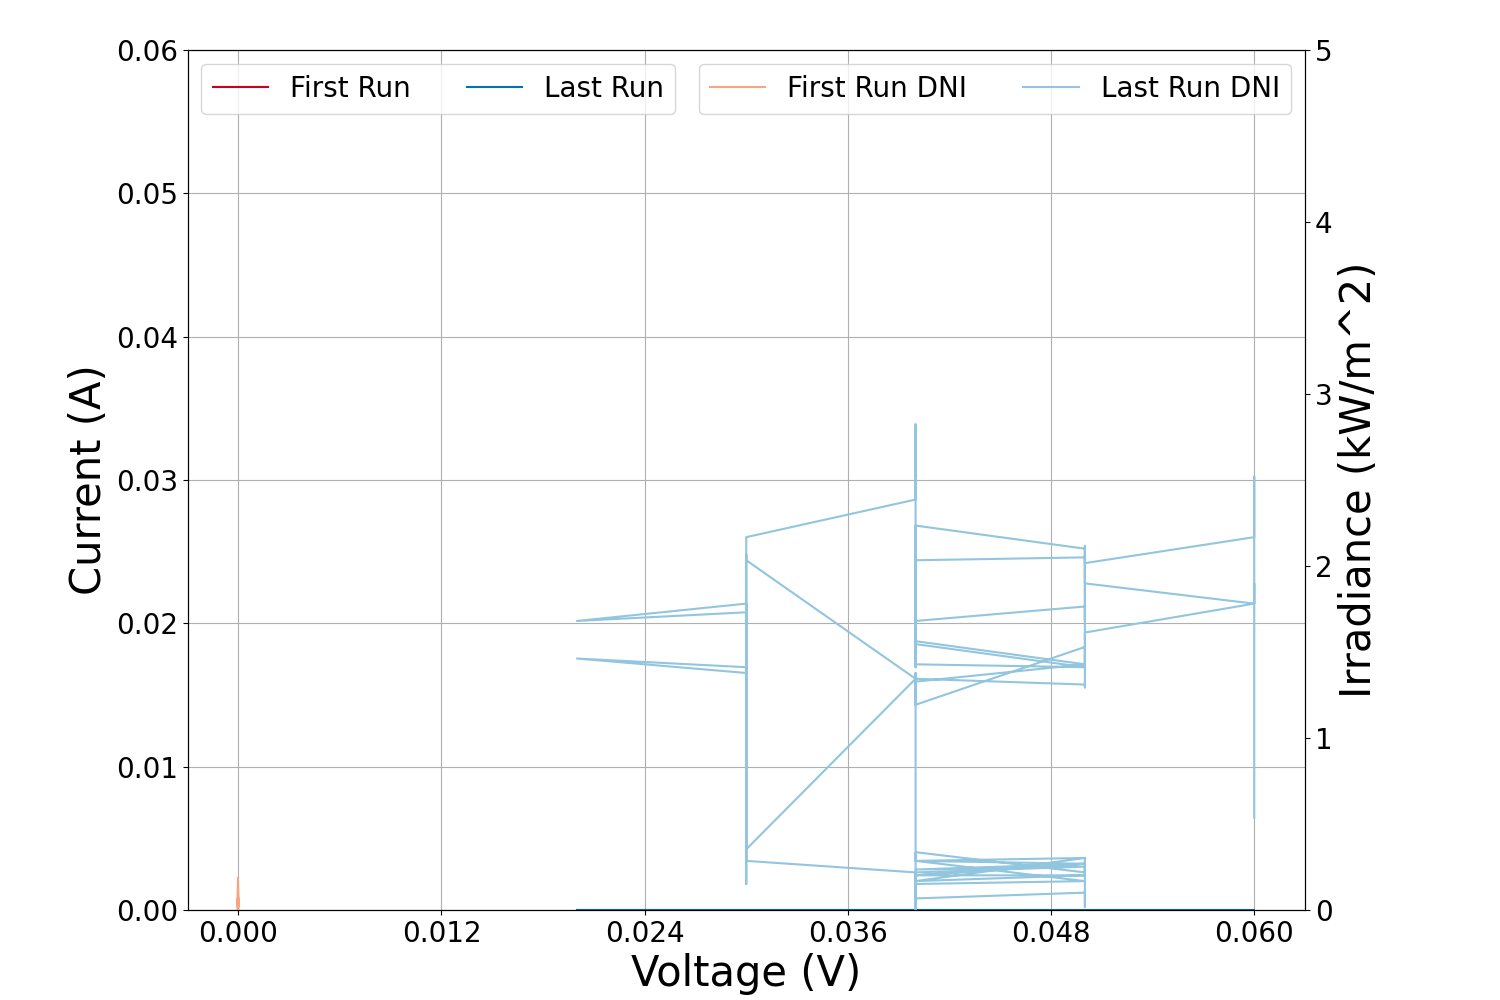 First Run
Last Run
First Run DNI
Last Run DNI
0.06
0.05
0.04
0.03
0.02
0.01
0.00
Current (A)
5
4
3
2
1
0
Irradiance (kW/m^2)
0.000 0.012 0.024 0.036 0.048 0.060
Voltage (V)